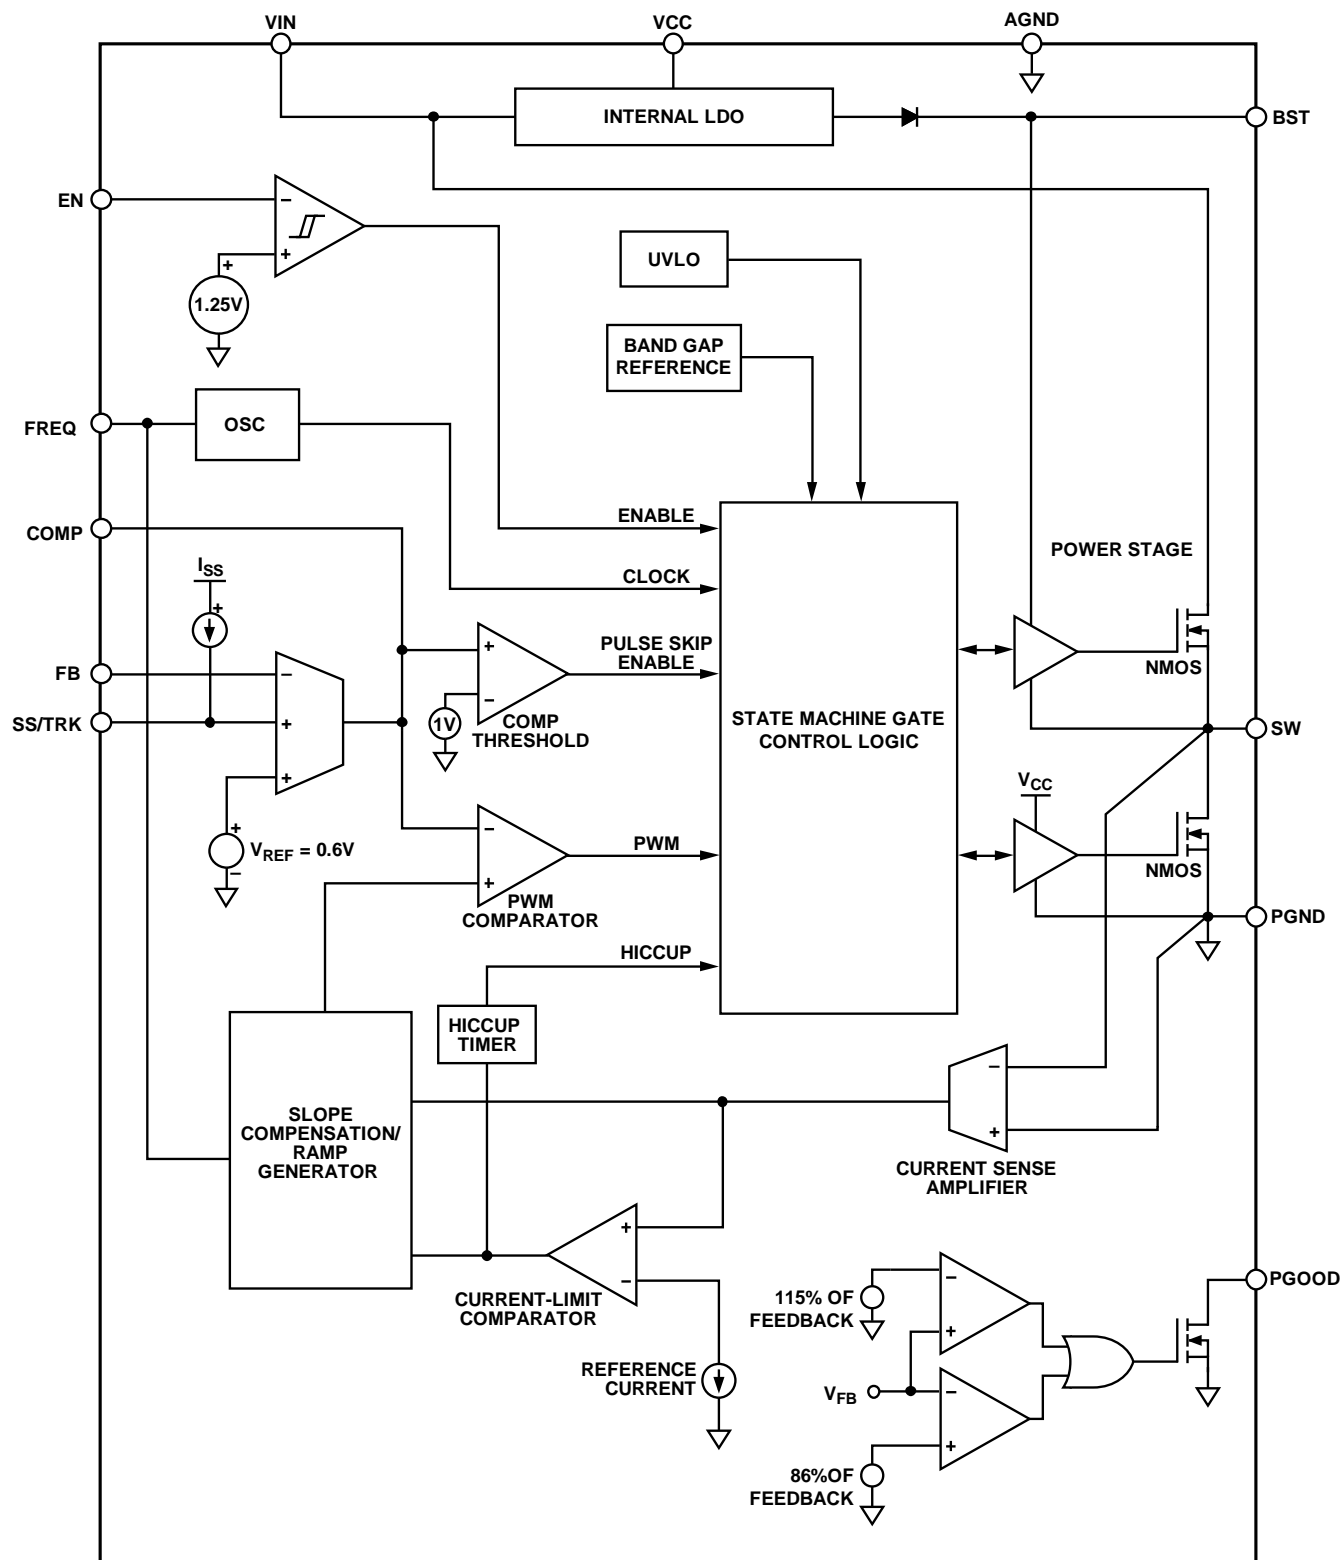 VIN
VCC
AGND
INTERNAL LDO
BST
EN
−
+
+
1.25V
UVLO
BAND GAP
REFERENCE
FREQ
OSC
COMP
ENABLE
CLOCK
POWER STAGE
ISS
+
PULSE SKIP
ENABLE
+
−
1V
COMP
THRESHOLD
FB
−
SS/TRK
+
+
NMOS
STATE MACHINE GATE
CONTROL LOGIC
SW
VCC
+
VREF = 0.6V
−
−
+
PWM
PWM
COMPARATOR
NMOS
PGND
HICCUP
HICCUP
TIMER
−
+
CURRENT SENSE
AMPLIFIER
SLOPE
COMPENSATION/
RAMP
GENERATOR
+
−
CURRENT-LIMIT
COMPARATOR
REFERENCE
CURRENT
PGOOD
115% OF
FEEDBACK
−
+
VFB
−
+
86%OF
FEEDBACK